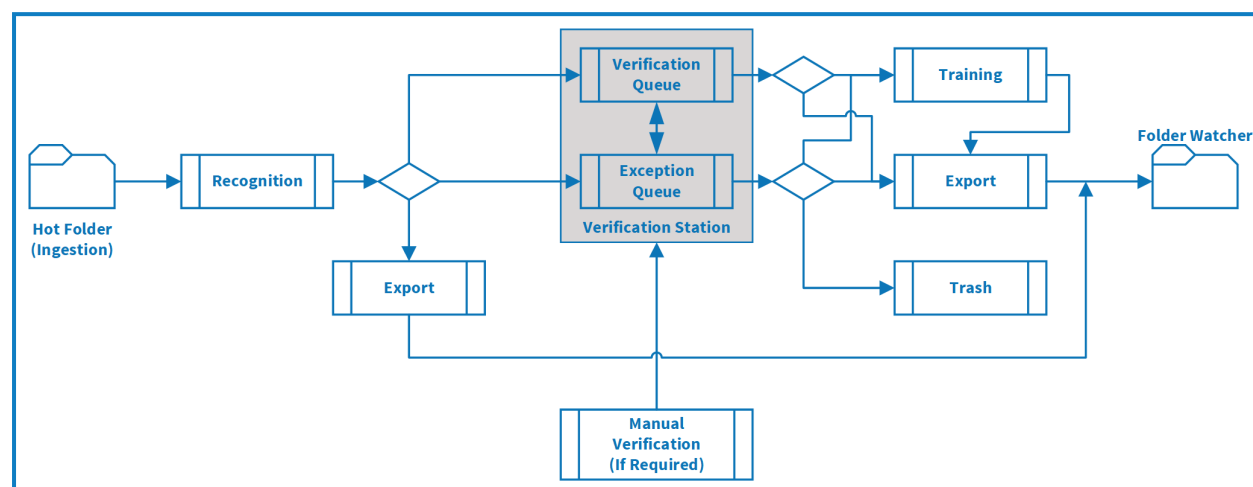 Verification
Queue
Training
Folder Watcher
Recognition
Exception
Queue
Export
Hot Folder
(Ingestion)
Verification Station
Export
Trash
Manual
Verification
(If Required)